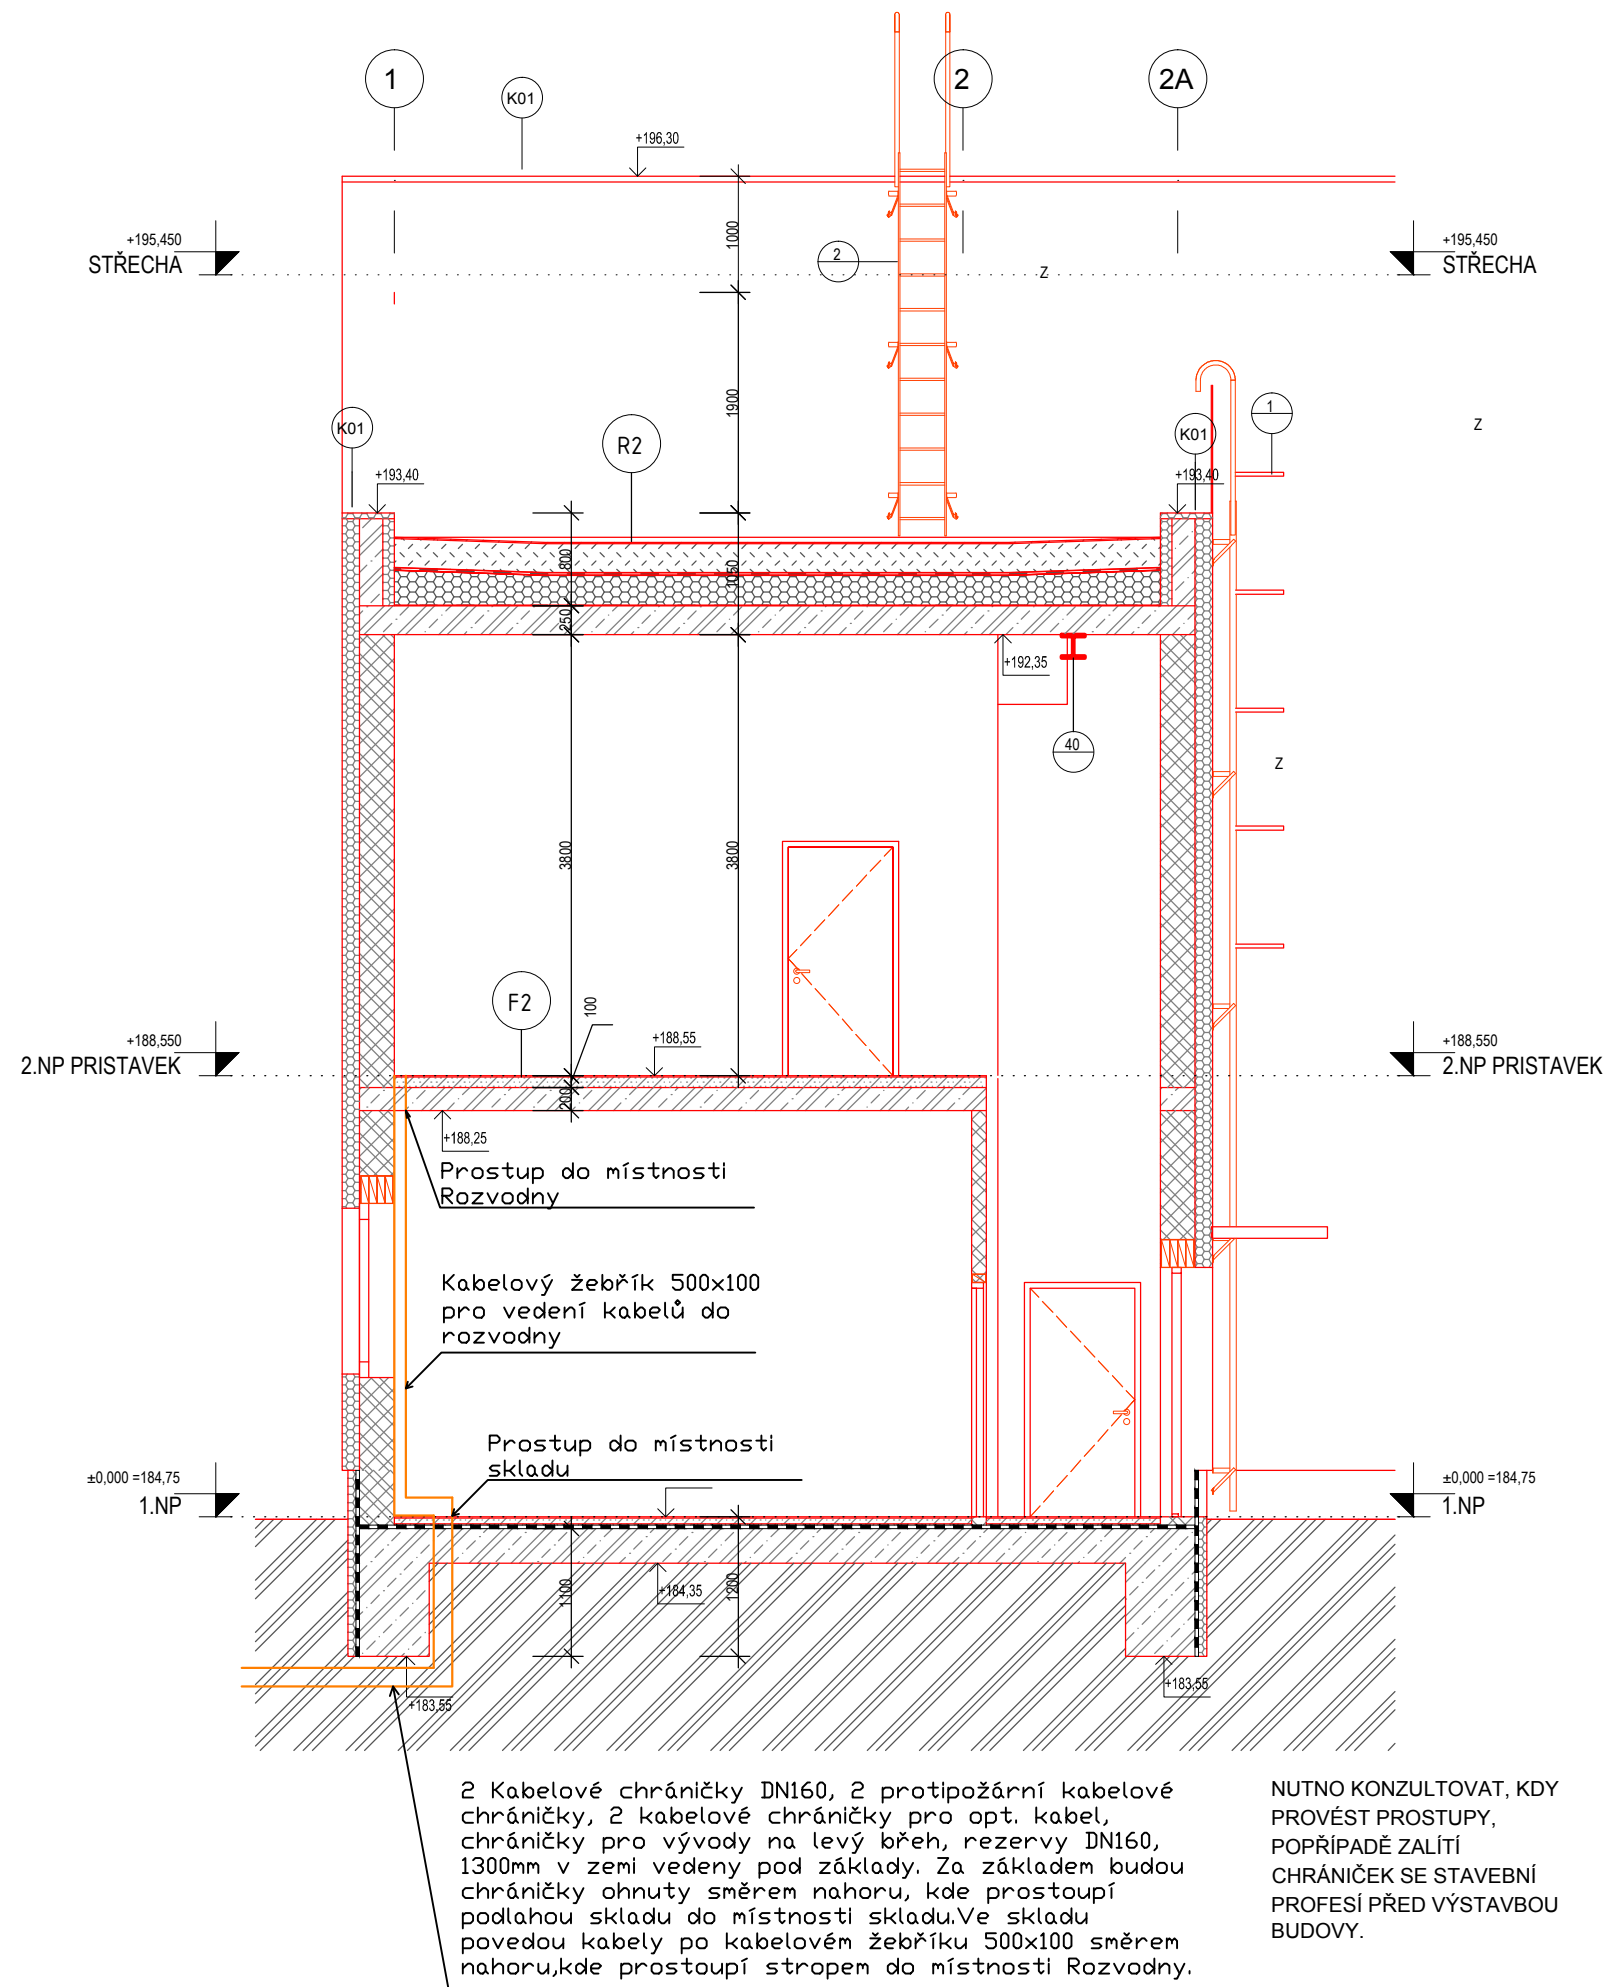 1
2
2A
K01
+196,30
+195,450
STŘECHA
+195,450
STŘECHA
1000
2
Z
1900
1
K01
R2
K01
Z
+193,40
+193,40
800
1050
250
+192,35
40
Z
3800
3800
F2
100
+188,55
+188,550
2.NP PRISTAVEK
+188,550
2.NP PRISTAVEK
200
+188,25
Prostup do místnosti
Rozvodny
Kabelový žebřík 500x100
pro vedení kabelů do
rozvodny
Prostup do místnosti
skladu
±0,000 =184,75
1.NP
±0,000 =184,75
1.NP
1100
+184,35
1200
+183,55
+183,55
2 Kabelové chráničky DN160, 2 protipožární kabelové
chráničky, 2 kabelové chráničky pro opt. kabel,
chráničky pro vývody na levý břeh, rezervy DN160,
1300mm v zemi vedeny pod základy. Za základem budou
chráničky ohnuty směrem nahoru, kde prostoupí
podlahou skladu do místnosti skladu.Ve skladu
povedou kabely po kabelovém žebříku 500x100 směrem
nahoru,kde prostoupí stropem do místnosti Rozvodny.
NUTNO KONZULTOVAT, KDY
PROVÉST PROSTUPY,
POPŘÍPADĚ ZALÍTÍ
CHRÁNIČEK SE STAVEBNÍ
PROFESÍ PŘED VÝSTAVBOU
BUDOVY.